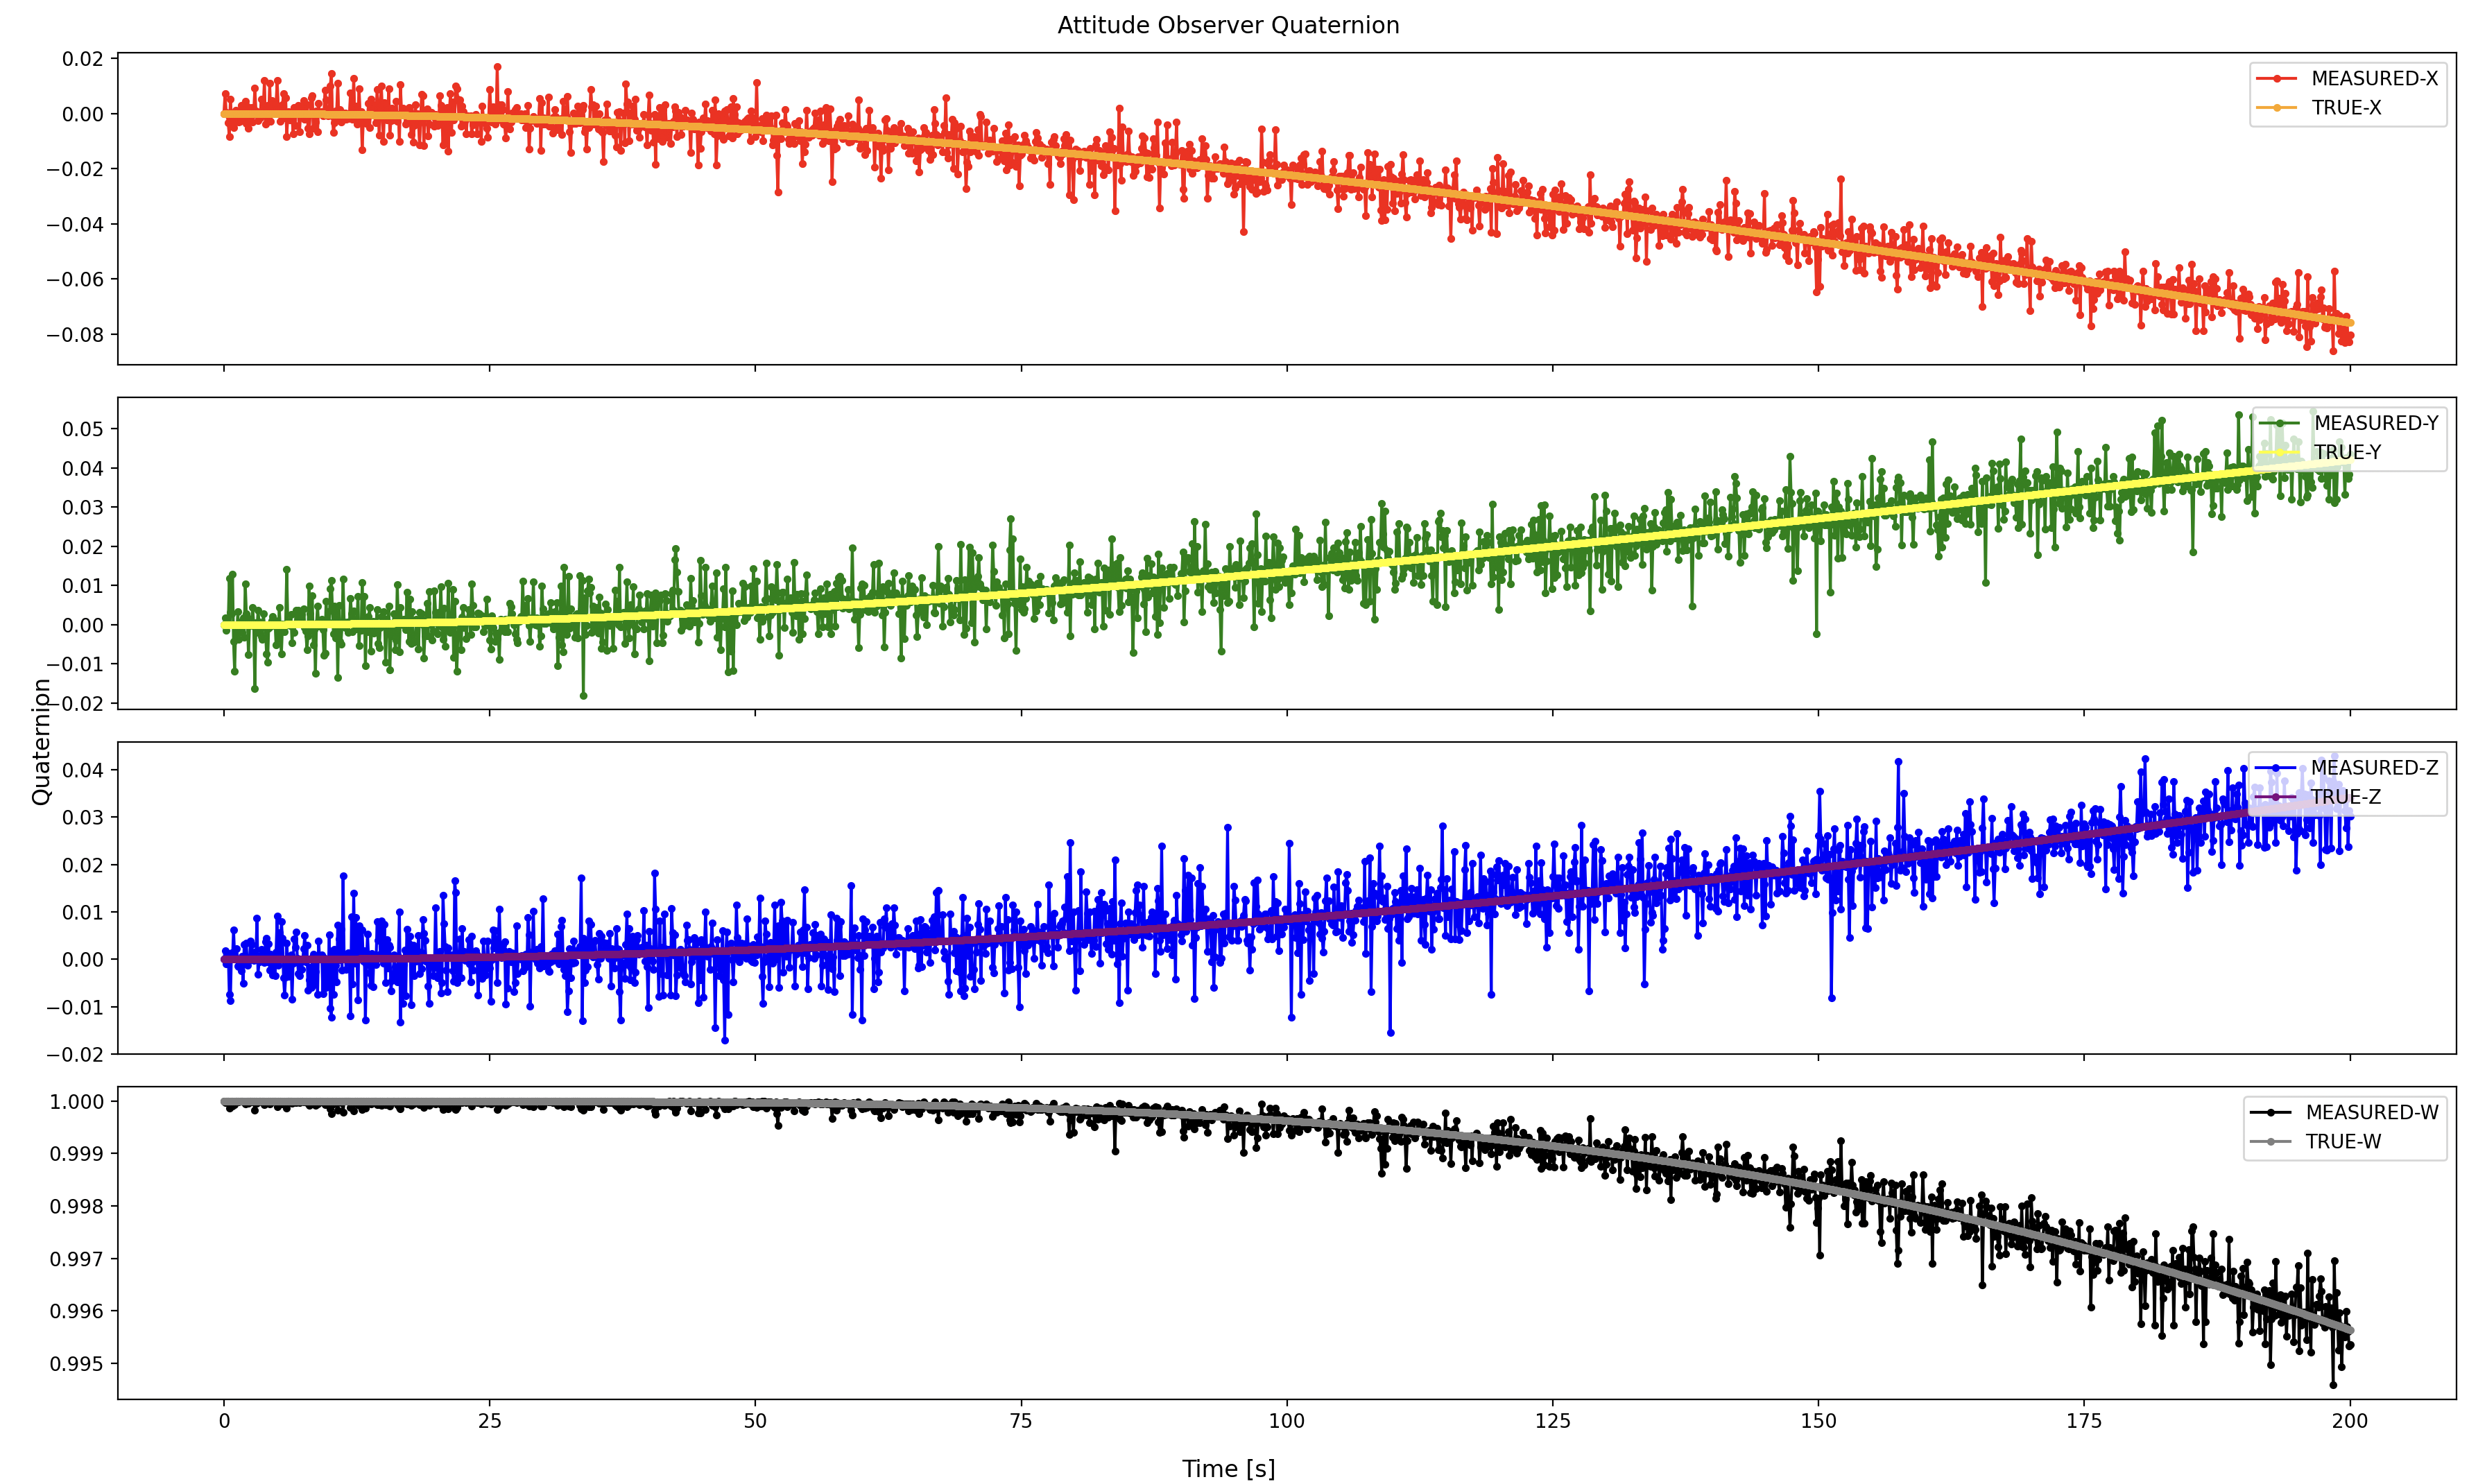 Attitude Observer Quaternion
0.02
0.00
−0.02
−0.04
−0.06
−0.08
MEASURED-X
TRUE-X
0.05
0.04
0.03
0.02
0.01
0.00
−0.01
−0.02
MEASURED-Y
TRUE-Y
Quaternion
0.04
0.03
0.02
0.01
0.00
−0.01
−0.02
MEASURED-Z
TRUE-Z
1.000
0.999
0.998
0.997
0.996
0.995
MEASURED-W
TRUE-W
0 25 50 75 100 125 150 175 200
Time [s]